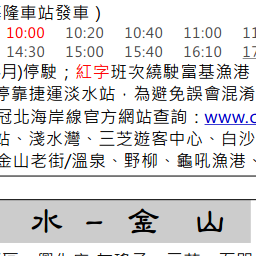 隆車站發車）
10:00 10:20 10:40 11:00
14:30 15:00 15:40 16:10
月)停駛；紅字班次繞駛富基漁港
停靠捷運淡水站，為避免誤會混淆
冠北海岸線官方網站查詢：www.
站、淺水灣、三芝遊客中心、白沙
金山老街/溫泉、野柳、龜吼漁港、
水－金 山